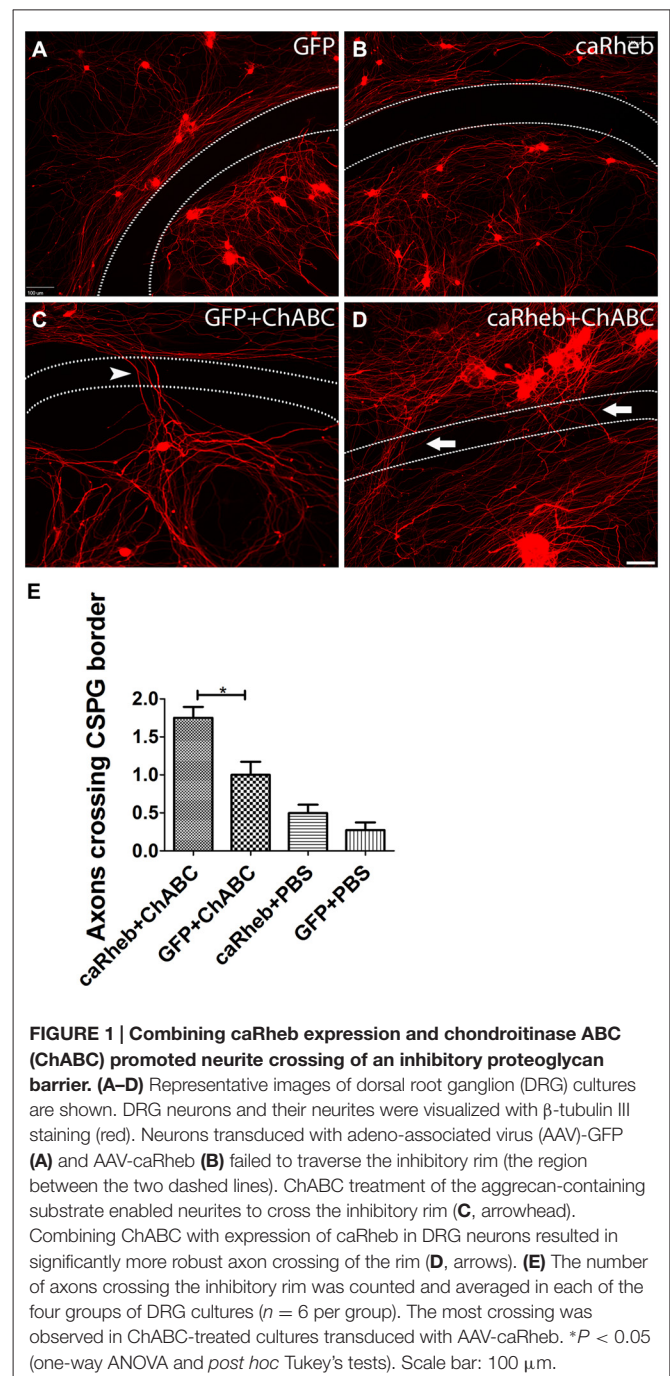 A GFP
B caRheb
100 um
C GFP+ChABC
D caRheb+ChABC
E
Axons crossing CSPG border
2.0
1.5
1.0
0.5
0.0
*
caRheb+ChABC
GFP+ChABC
caRheb+PBS
GFP+PBS
FIGURE 1 | Combining caRheb expression and chondroitinase ABC
(ChABC) promoted neurite crossing of an inhibitory proteoglycan
barrier. (A–D) Representative images of dorsal root ganglion (DRG) cultures
are shown. DRG neurons and their neurites were visualized with β-tubulin III
staining (red). Neurons transduced with adeno-associated virus (AAV)-GFP
(A) and AAV-caRheb (B) failed to traverse the inhibitory rim (the region
between the two dashed lines). ChABC treatment of the aggrecan-containing
substrate enabled neurites to cross the inhibitory rim (C, arrowhead).
Combining ChABC with expression of caRheb in DRG neurons resulted in
significantly more robust axon crossing of the rim (D, arrows). (E) The number
of axons crossing the inhibitory rim was counted and averaged in each of the
four groups of DRG cultures (n = 6 per group). The most crossing was
observed in ChABC-treated cultures transduced with AAV-caRheb. *P < 0.05
(one-way ANOVA and post hoc Tukey's tests). Scale bar: 100 μm.